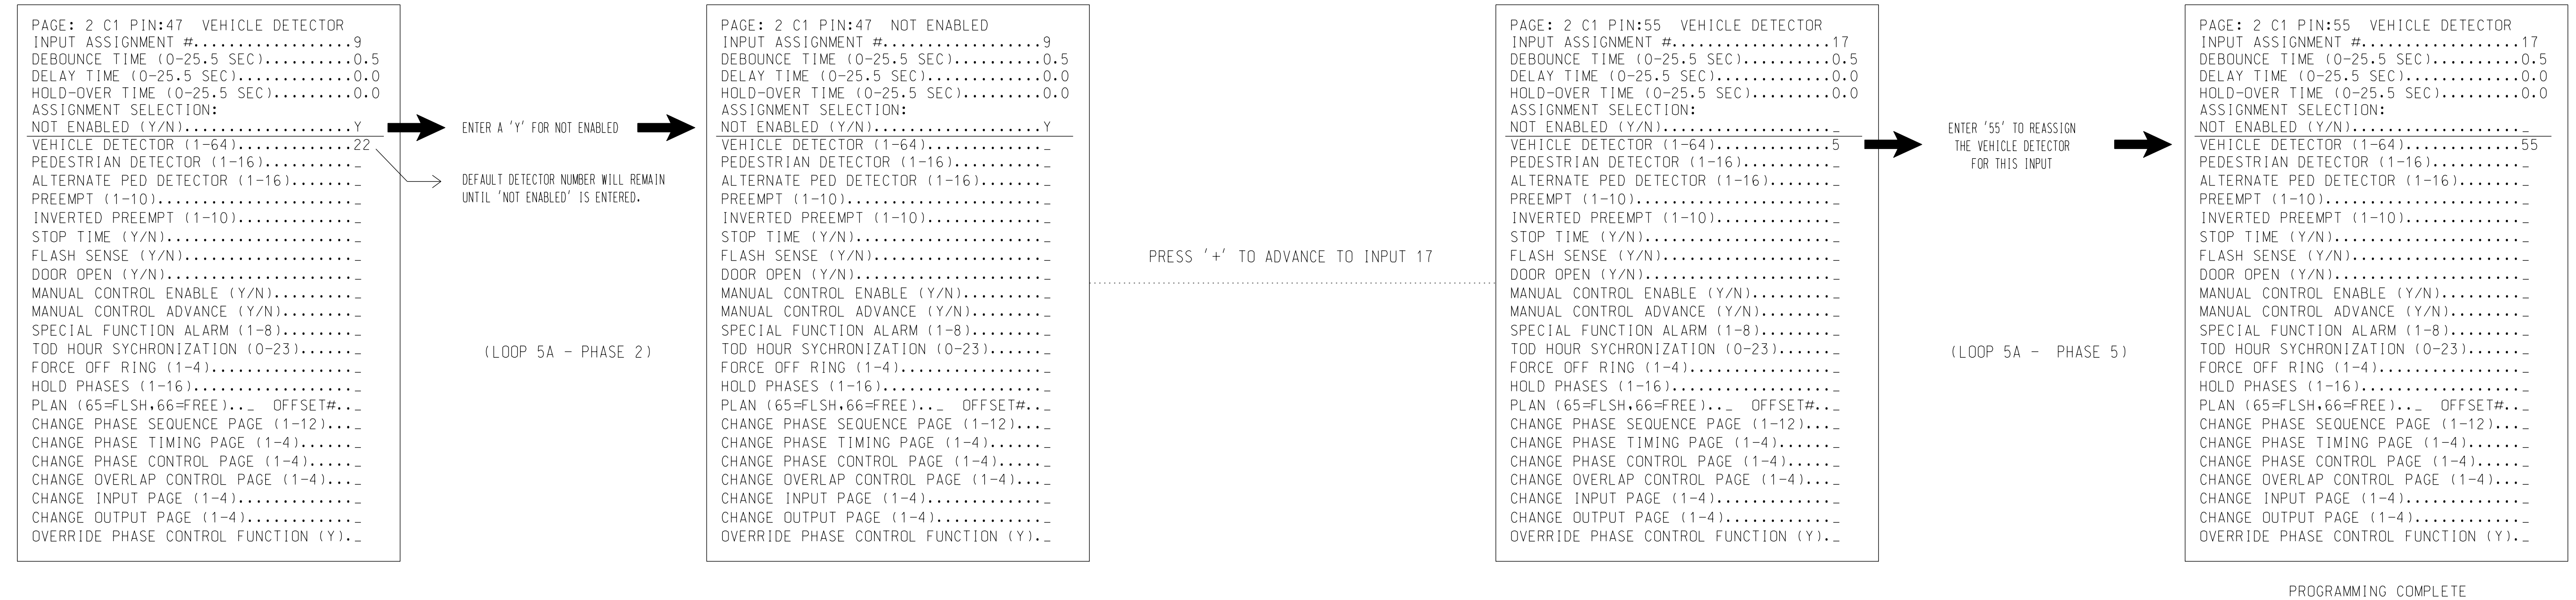 PAGE: 2 C1 PIN:47  VEHICLE DETECTOR
INPUT ASSIGNMENT #..................9
DEBOUNCE TIME (0-25.5 SEC)..........0.5
DELAY TIME (0-25.5 SEC).............0.0
HOLD-OVER TIME (0-25.5 SEC).........0.0
ASSIGNMENT SELECTION:
NOT ENABLED (Y/N)....................Y
VEHICLE DETECTOR (1-64).............22
PEDESTRIAN DETECTOR (1-16).........._
ALTERNATE PED DETECTOR (1-16)......._
PREEMPT (1-10)......................_
INVERTED PREEMPT (1-10)............._
STOP TIME (Y/N)....................._
FLASH SENSE (Y/N)..................._
DOOR OPEN (Y/N)....................._
MANUAL CONTROL ENABLE (Y/N)........._
MANUAL CONTROL ADVANCE (Y/N)........_
SPECIAL FUNCTION ALARM (1-8)........_
TOD HOUR SYCHRONIZATION (0-23)......_
FORCE OFF RING (1-4)................_
HOLD PHASES (1-16).................._
PLAN (65=FLSH,66=FREE).._  OFFSET#.._
CHANGE PHASE SEQUENCE PAGE (1-12)..._
CHANGE PHASE TIMING PAGE (1-4)......_
CHANGE PHASE CONTROL PAGE (1-4)....._
CHANGE OVERLAP CONTROL PAGE (1-4)..._
CHANGE INPUT PAGE (1-4)............._
CHANGE OUTPUT PAGE (1-4)............_
OVERRIDE PHASE CONTROL FUNCTION (Y)._
ENTER A 'Y' FOR NOT ENABLED
DEFAULT DETECTOR NUMBER WILL REMAIN
UNTIL 'NOT ENABLED' IS ENTERED.
(LOOP 5A - PHASE 2)
PAGE: 2 C1 PIN:47  NOT ENABLED
INPUT ASSIGNMENT #..................9
DEBOUNCE TIME (0-25.5 SEC)..........0.5
DELAY TIME (0-25.5 SEC).............0.0
HOLD-OVER TIME (0-25.5 SEC).........0.0
ASSIGNMENT SELECTION:
NOT ENABLED (Y/N)....................Y
VEHICLE DETECTOR (1-64)............._
PEDESTRIAN DETECTOR (1-16).........._
ALTERNATE PED DETECTOR (1-16)......._
PREEMPT (1-10)......................_
INVERTED PREEMPT (1-10)............._
STOP TIME (Y/N)....................._
FLASH SENSE (Y/N)..................._
DOOR OPEN (Y/N)....................._
MANUAL CONTROL ENABLE (Y/N)........._
MANUAL CONTROL ADVANCE (Y/N)........_
SPECIAL FUNCTION ALARM (1-8)........_
TOD HOUR SYCHRONIZATION (0-23)......_
FORCE OFF RING (1-4)................_
HOLD PHASES (1-16).................._
PLAN (65=FLSH,66=FREE).._  OFFSET#.._
CHANGE PHASE SEQUENCE PAGE (1-12)..._
CHANGE PHASE TIMING PAGE (1-4)......_
CHANGE PHASE CONTROL PAGE (1-4)....._
CHANGE OVERLAP CONTROL PAGE (1-4)..._
CHANGE INPUT PAGE (1-4)............._
CHANGE OUTPUT PAGE (1-4)............_
OVERRIDE PHASE CONTROL FUNCTION (Y)._
PRESS '+' TO ADVANCE TO INPUT 17
PAGE: 2 C1 PIN:55  VEHICLE DETECTOR
INPUT ASSIGNMENT #..................17
DEBOUNCE TIME (0-25.5 SEC)..........0.5
DELAY TIME (0-25.5 SEC).............0.0
HOLD-OVER TIME (0-25.5 SEC).........0.0
ASSIGNMENT SELECTION:
NOT ENABLED (Y/N)..................._
VEHICLE DETECTOR (1-64).............5
PEDESTRIAN DETECTOR (1-16).........._
ALTERNATE PED DETECTOR (1-16)......._
PREEMPT (1-10)......................_
INVERTED PREEMPT (1-10)............._
STOP TIME (Y/N)....................._
FLASH SENSE (Y/N)..................._
DOOR OPEN (Y/N)....................._
MANUAL CONTROL ENABLE (Y/N)........._
MANUAL CONTROL ADVANCE (Y/N)........_
SPECIAL FUNCTION ALARM (1-8)........_
TOD HOUR SYCHRONIZATION (0-23)......_
FORCE OFF RING (1-4)................_
HOLD PHASES (1-16).................._
PLAN (65=FLSH,66=FREE).._  OFFSET#.._
CHANGE PHASE SEQUENCE PAGE (1-12)..._
CHANGE PHASE TIMING PAGE (1-4)......_
CHANGE PHASE CONTROL PAGE (1-4)....._
CHANGE OVERLAP CONTROL PAGE (1-4)..._
CHANGE INPUT PAGE (1-4)............._
CHANGE OUTPUT PAGE (1-4)............_
OVERRIDE PHASE CONTROL FUNCTION (Y)._
ENTER '55' TO REASSIGN
THE VEHICLE DETECTOR
FOR THIS INPUT
(LOOP 5A - PHASE 5)
PAGE: 2 C1 PIN:55  VEHICLE DETECTOR
INPUT ASSIGNMENT #..................17
DEBOUNCE TIME (0-25.5 SEC)..........0.5
DELAY TIME (0-25.5 SEC).............0.0
HOLD-OVER TIME (0-25.5 SEC).........0.0
ASSIGNMENT SELECTION:
NOT ENABLED (Y/N)..................._
VEHICLE DETECTOR (1-64).............55
PEDESTRIAN DETECTOR (1-16).........._
ALTERNATE PED DETECTOR (1-16)......._
PREEMPT (1-10)......................_
INVERTED PREEMPT (1-10)............._
STOP TIME (Y/N)....................._
FLASH SENSE (Y/N)..................._
DOOR OPEN (Y/N)....................._
MANUAL CONTROL ENABLE (Y/N)........._
MANUAL CONTROL ADVANCE (Y/N)........_
SPECIAL FUNCTION ALARM (1-8)........_
TOD HOUR SYCHRONIZATION (0-23)......_
FORCE OFF RING (1-4)................_
HOLD PHASES (1-16).................._
PLAN (65=FLSH,66=FREE).._  OFFSET#.._
CHANGE PHASE SEQUENCE PAGE (1-12)..._
CHANGE PHASE TIMING PAGE (1-4)......_
CHANGE PHASE CONTROL PAGE (1-4)....._
CHANGE OVERLAP CONTROL PAGE (1-4)..._
CHANGE INPUT PAGE (1-4)............._
CHANGE OUTPUT PAGE (1-4)............_
OVERRIDE PHASE CONTROL FUNCTION (Y)._
PROGRAMMING COMPLETE